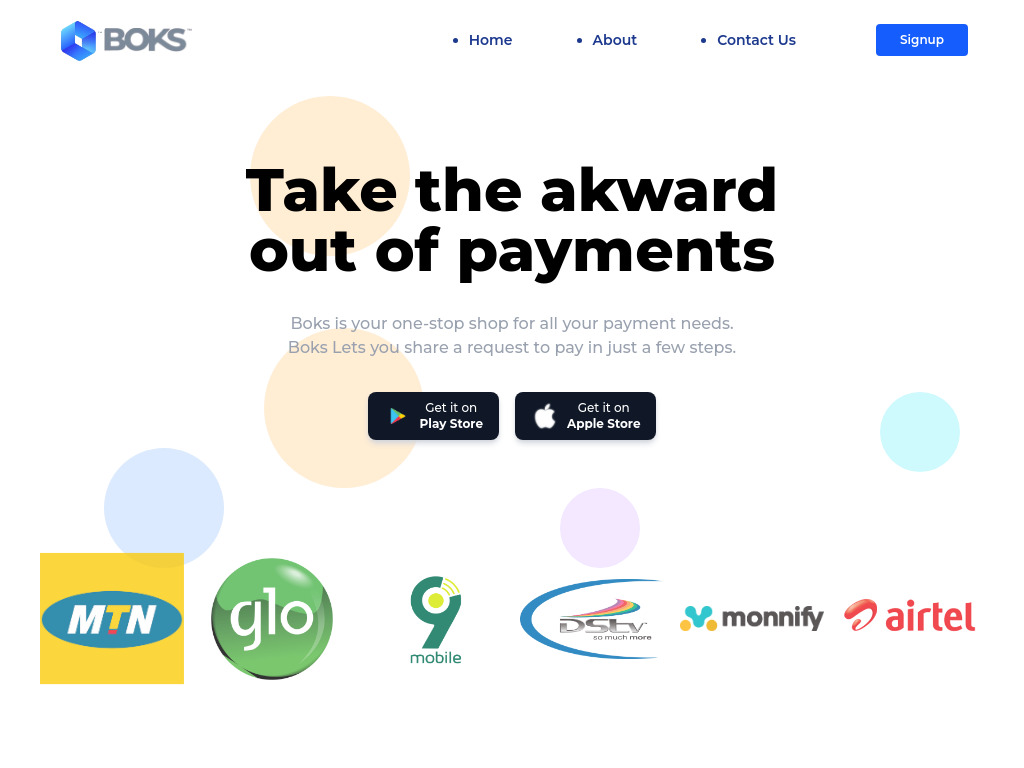 BOKS™
Home
About
Contact Us
Signup
Take the akward
out of payments
Boks is your one-stop shop for all your payment needs.
Boks Lets you share a request to pay in just a few steps.
Get it on
Play Store
Get it on
Apple Store
MTN
glo
9
mobile
DStv
so much more
monnify
airtel